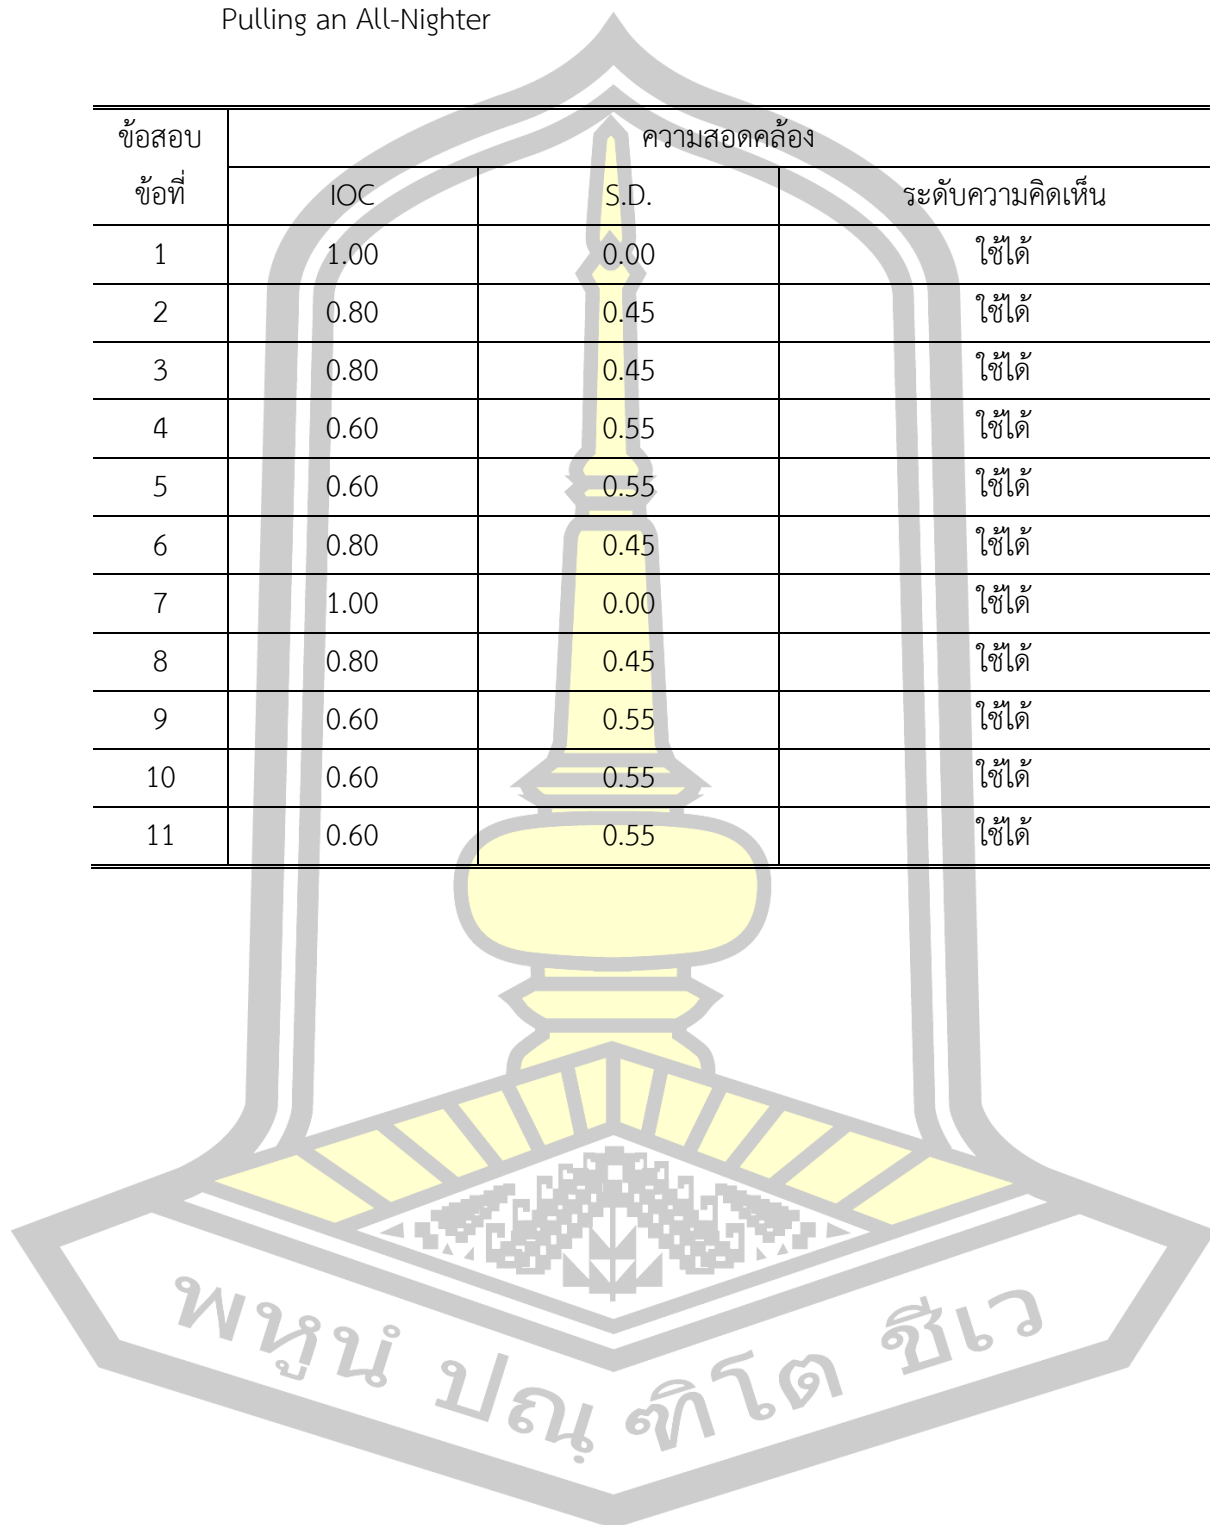 Pulling an All-Nighter
ข้อสอบ ความสอดคล้อง
ข้อที่ IOC S.D. ระดับความคิดเห็น
1 1.00 0.00 ใช้ได้
2 0.80 0.45 ใช้ได้
3 0.80 0.45 ใช้ได้
4 0.60 0.55 ใช้ได้
5 0.60 0.55 ใช้ได้
6 0.80 0.45 ใช้ได้
7 1.00 0.00 ใช้ได้
8 0.80 0.45 ใช้ได้
9 0.60 0.55 ใช้ได้
10 0.60 0.55 ใช้ได้
11 0.60 0.55 ใช้ได้
พหูนํ ปณฺฑิโต ชีเว